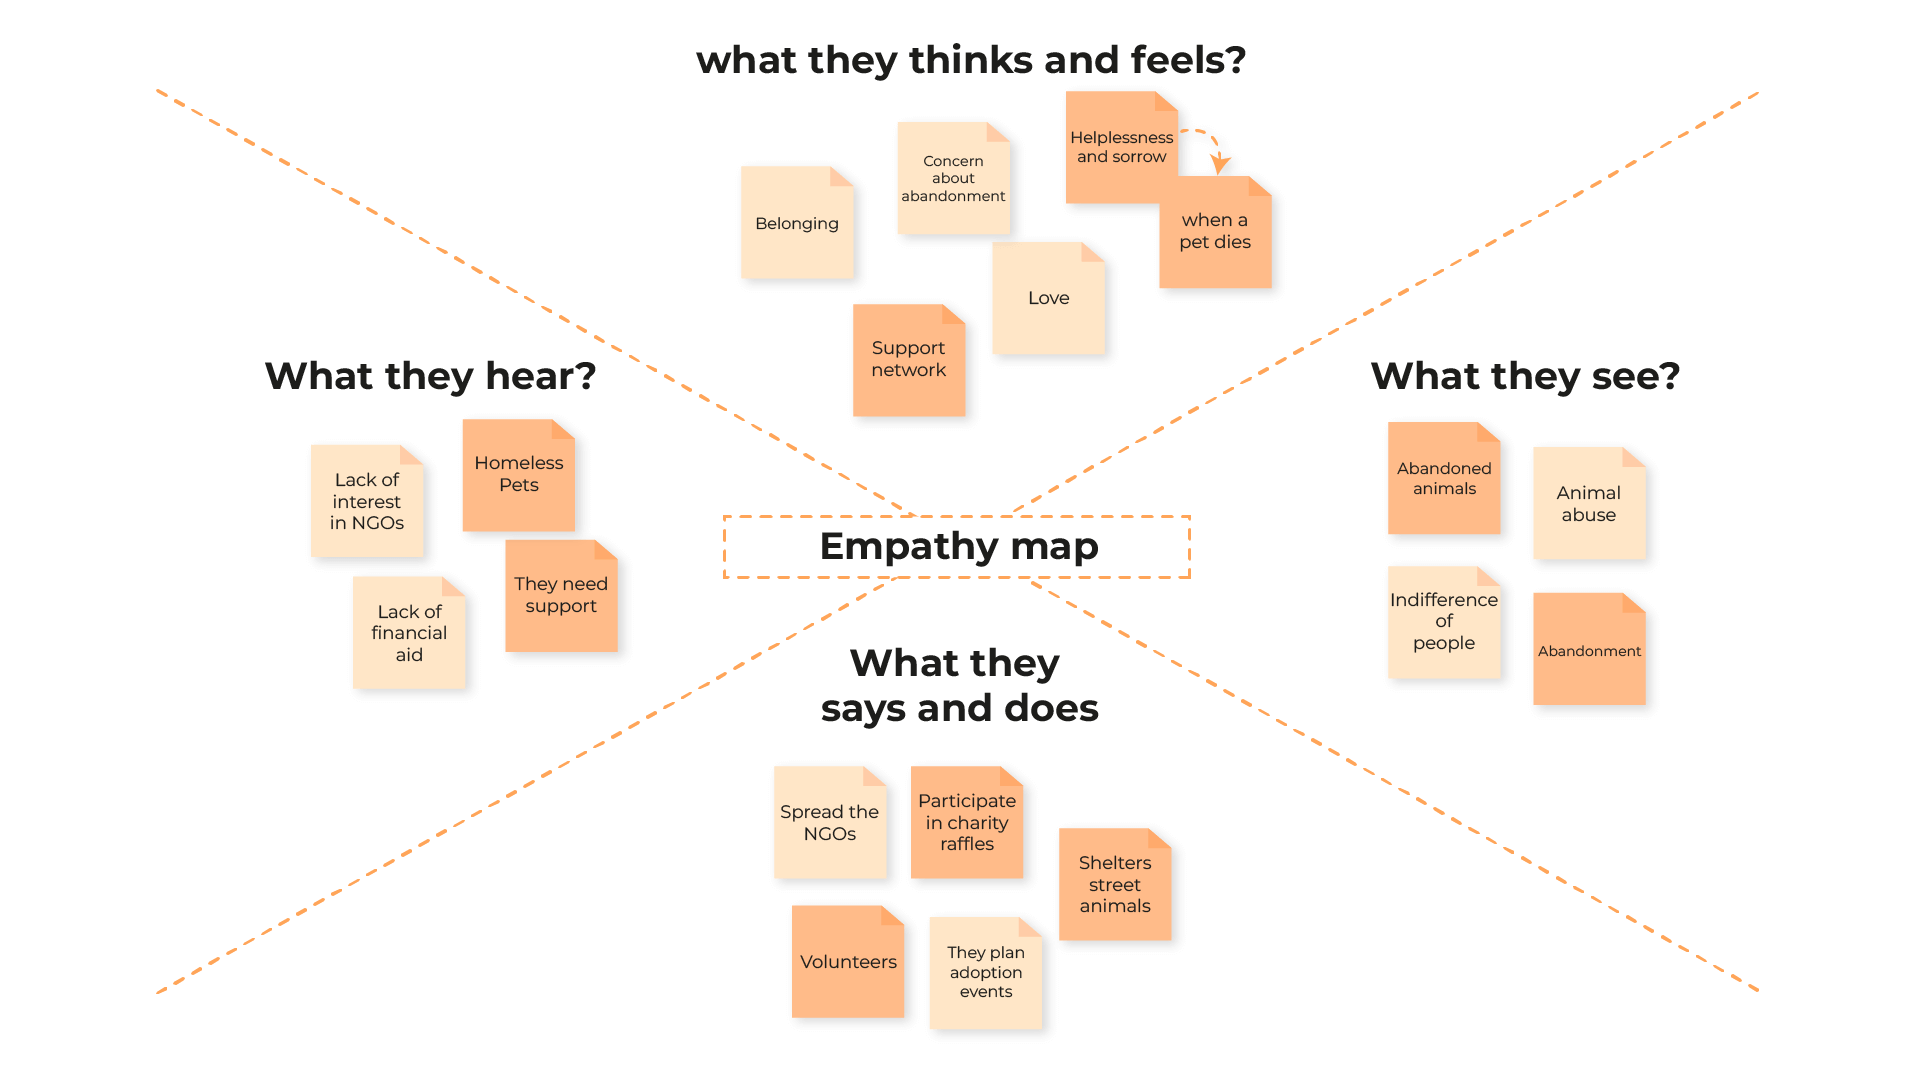 what they thinks and feels?
Belonging
Concern
about
abandonment
Helplessness
and sorrow
when a
pet dies
Love
Support
network
What they hear?
Lack of
interest
in NGOs
Homeless
Pets
Lack of
financial
aid
They need
support
What they see?
Abandoned
animals
Animal
abuse
Indifference
of
people
Abandonment
Empathy map
What they
says and does
Spread the
NGOs
Participate
in charity
raffles
Shelters
street
animals
Volunteers
They plan
adoption
events